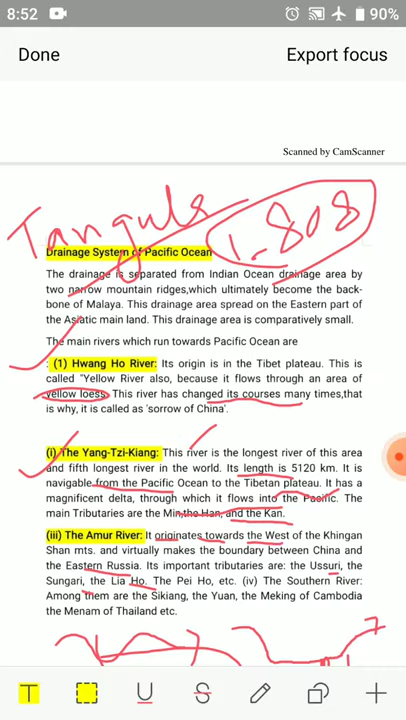 8:52
90%
Done
Export focus
Scanned by CamScanner
Tanguls
1.808
Drainage System of Pacific Ocean
The drainage is separated from Indian Ocean drainage area by
two narrow mountain ridges,which ultimately become the back-
bone of Malaya. This drainage area spread on the Eastern part of
the Asiatic main land. This drainage area is comparatively small.
The main rivers which run towards Pacific Ocean are
: (1) Hwang Ho River: Its origin is in the Tibet plateau. This is
called "Yellow River also, because it flows through an area of
yellow loess. This river has changed its courses many times,that
is why, it is called as 'sorrow of China'.
(i) The Yang-Tzi-Kiang: This river is the longest river of this area
and fifth longest river in the world. Its length is 5120 km. It is
navigable from the Pacific Ocean to the Tibetan plateau. It has a
magnificent delta, through which it flows into the Pacific. The
main Tributaries are the Min,the Han, and the Kan.
(iii) The Amur River: It originates towards the West of the Khingan
Shan mts. and virtually makes the boundary between China and
the Eastern Russia. Its important tributaries are: the Ussuri, the
Sungari, the Lia Ho. The Pei Ho, etc. (iv) The Southern River:
Among them are the Sikiang, the Yuan, the Meking of Cambodia
the Menam of Thailand etc.
T U S T